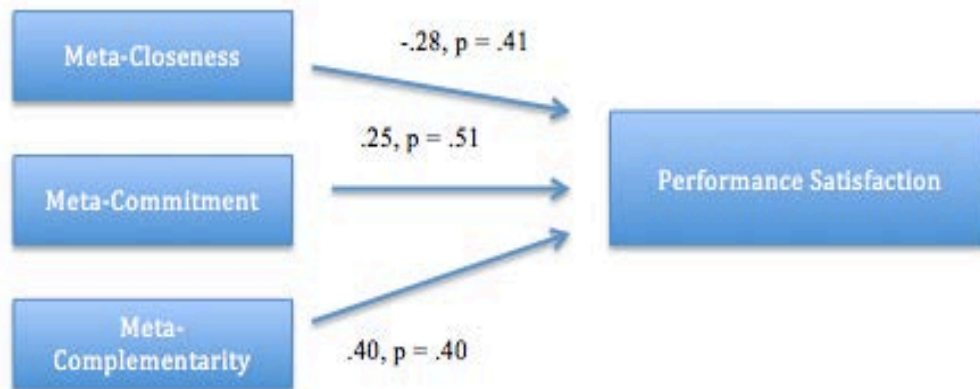 Meta-Closeness
-.28, p = .41
.25, p = .51
Meta-Commitment
Performance Satisfaction
Meta-
Complementarity
.40, p = .40